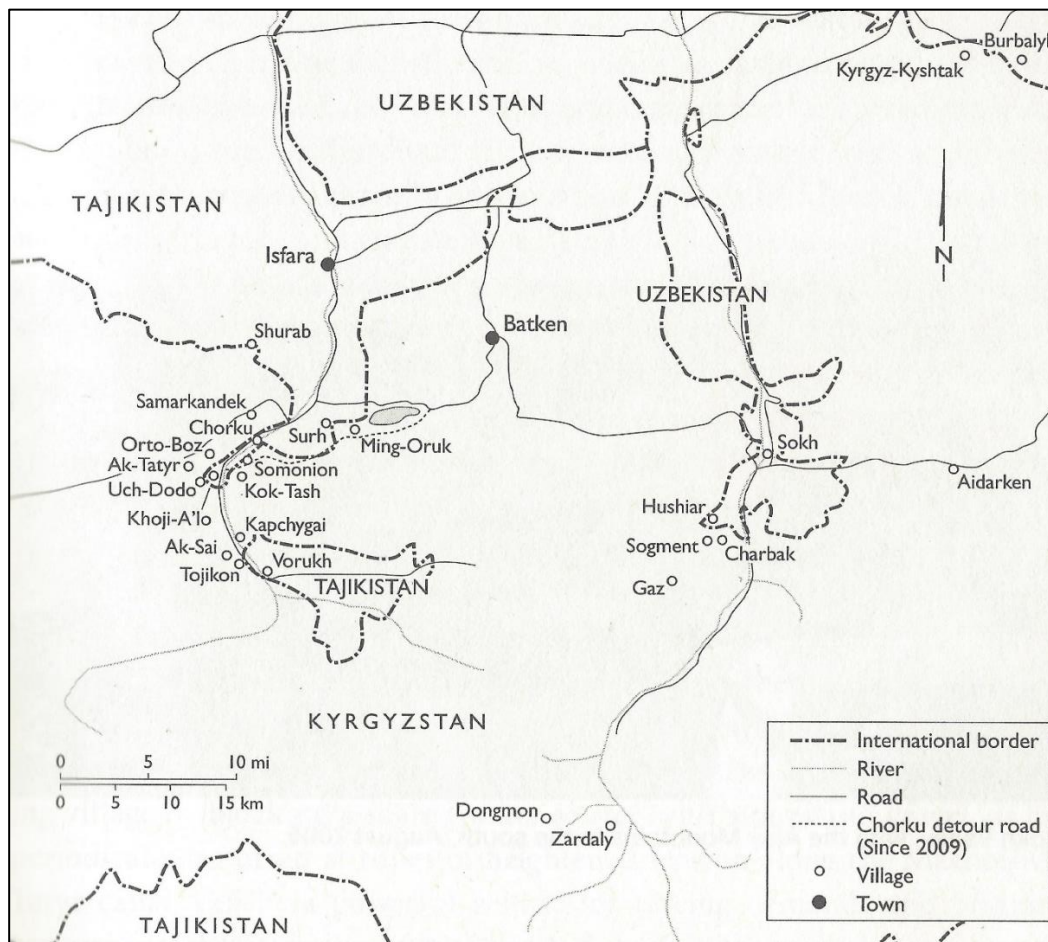 Burbalyk
Kyrgyz-Kyshtak
UZBEKISTAN
TAJIKISTAN
Isfara
N
UZBEKISTAN
Batken
Shurab
Samarkandek
Chorku
Surh
Ming-Oruk
Orto-Boz
Ak-Tatyr
Somonion
Uch-Dodo
Kok-Tash
Khoji-A'lo
Sokh
Aidarken
Hushiar
Kapchygai
Sogment
Charbak
Ak-Sai
Vorukh
Tojikon
TAJIKISTAN
Gaz
KYRGYZSTAN
0 5 10 mi
0 5 10 15 km
Dongmon
Zardaly
TAJIKISTAN
International border
River
Road
Chorku detour road
(Since 2009)
Village
Town